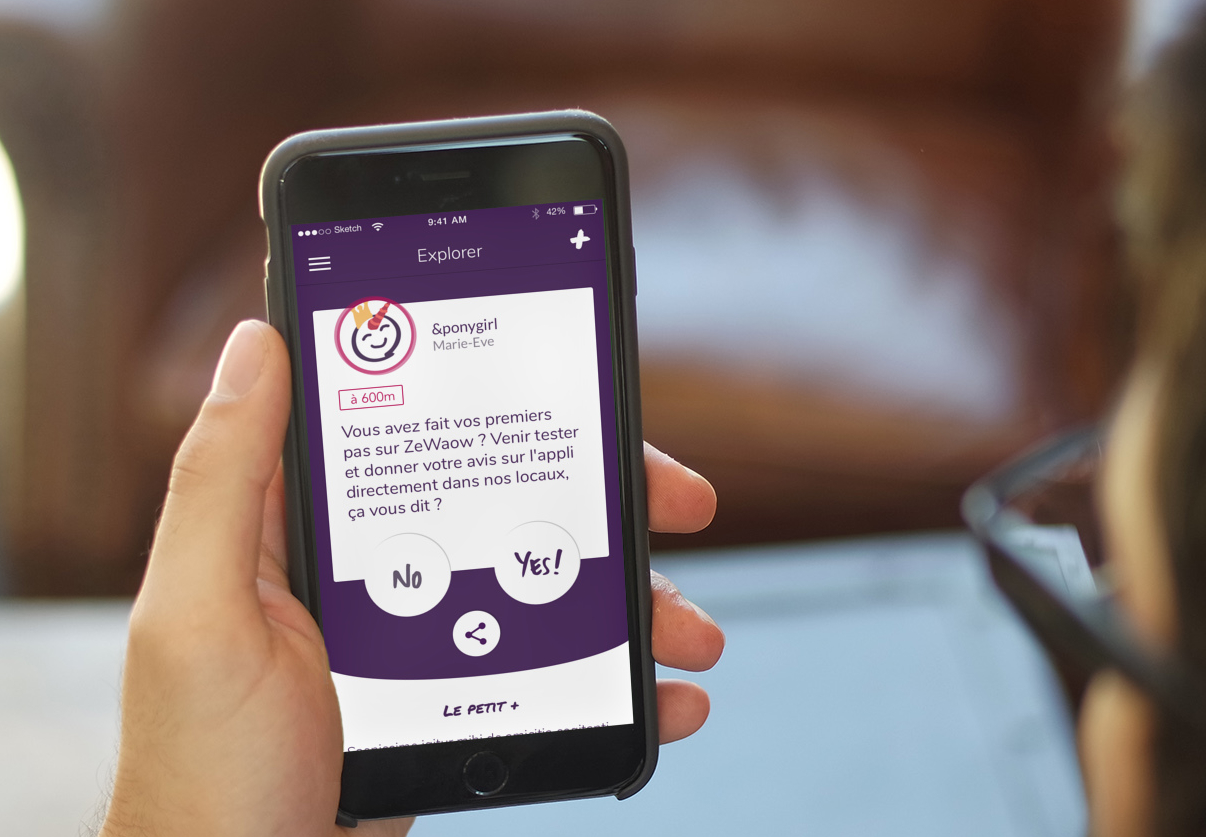 Sketch 9:41 AM 42%
Explorer
&ponygirl
Marie-Eve
à 600m
Vous avez fait vos premiers
pas sur ZeWaow ? Venir tester
et donner votre avis sur l'appli
directement dans nos locaux,
ça vous dit ?
No YES!
LE PETIT +